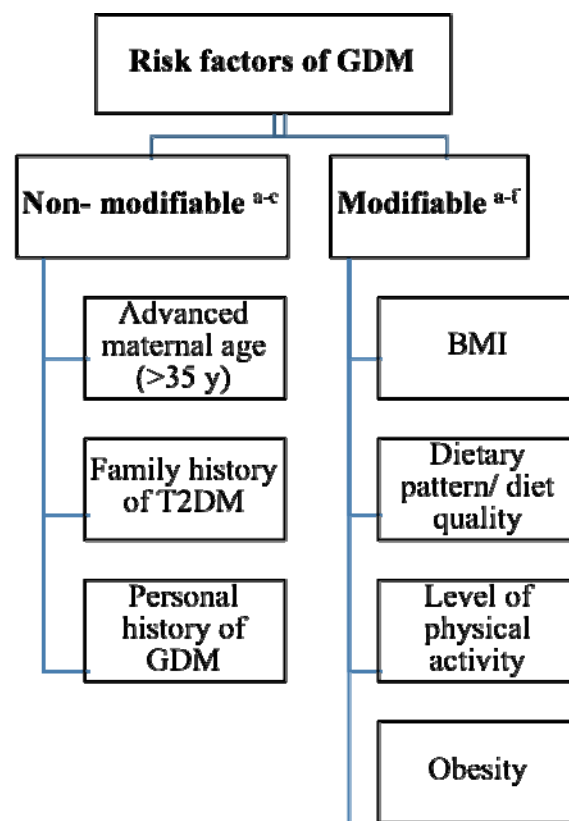 Risk factors of GDM
Non- modifiable a-c
Modifiable a-f
Advanced
maternal age
(>35 y)
Family history
of T2DM
Personal
history of
GDM
BMI
Dietary
pattern/ diet
quality
Level of
physical
activity
Obesity